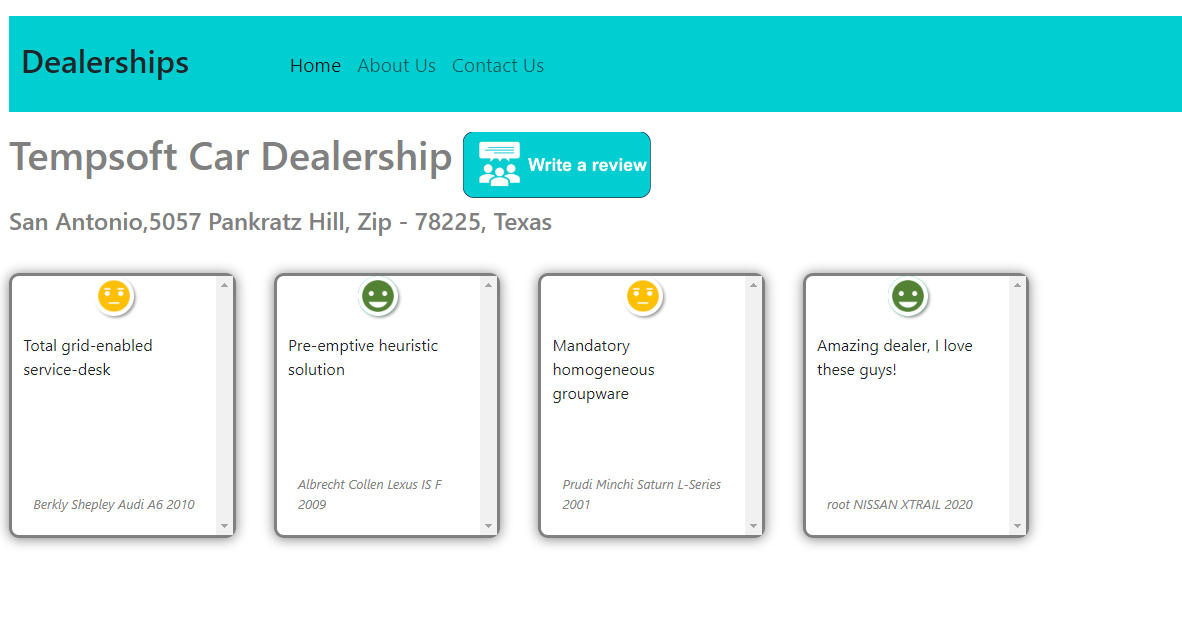 Dealerships
Home About Us Contact Us
Tempsoft Car Dealership
Write a review
San Antonio,5057 Pankratz Hill, Zip - 78225, Texas
Total grid-enabled
service-desk
Berkly Shepley Audi A6 2010
Pre-emptive heuristic
solution
Albrecht Collen Lexus IS F
2009
Mandatory
homogeneous
groupware
Prudi Minchi Saturn L-Series
2001
Amazing dealer, I love
these guys!
root NISSAN XTRAIL 2020